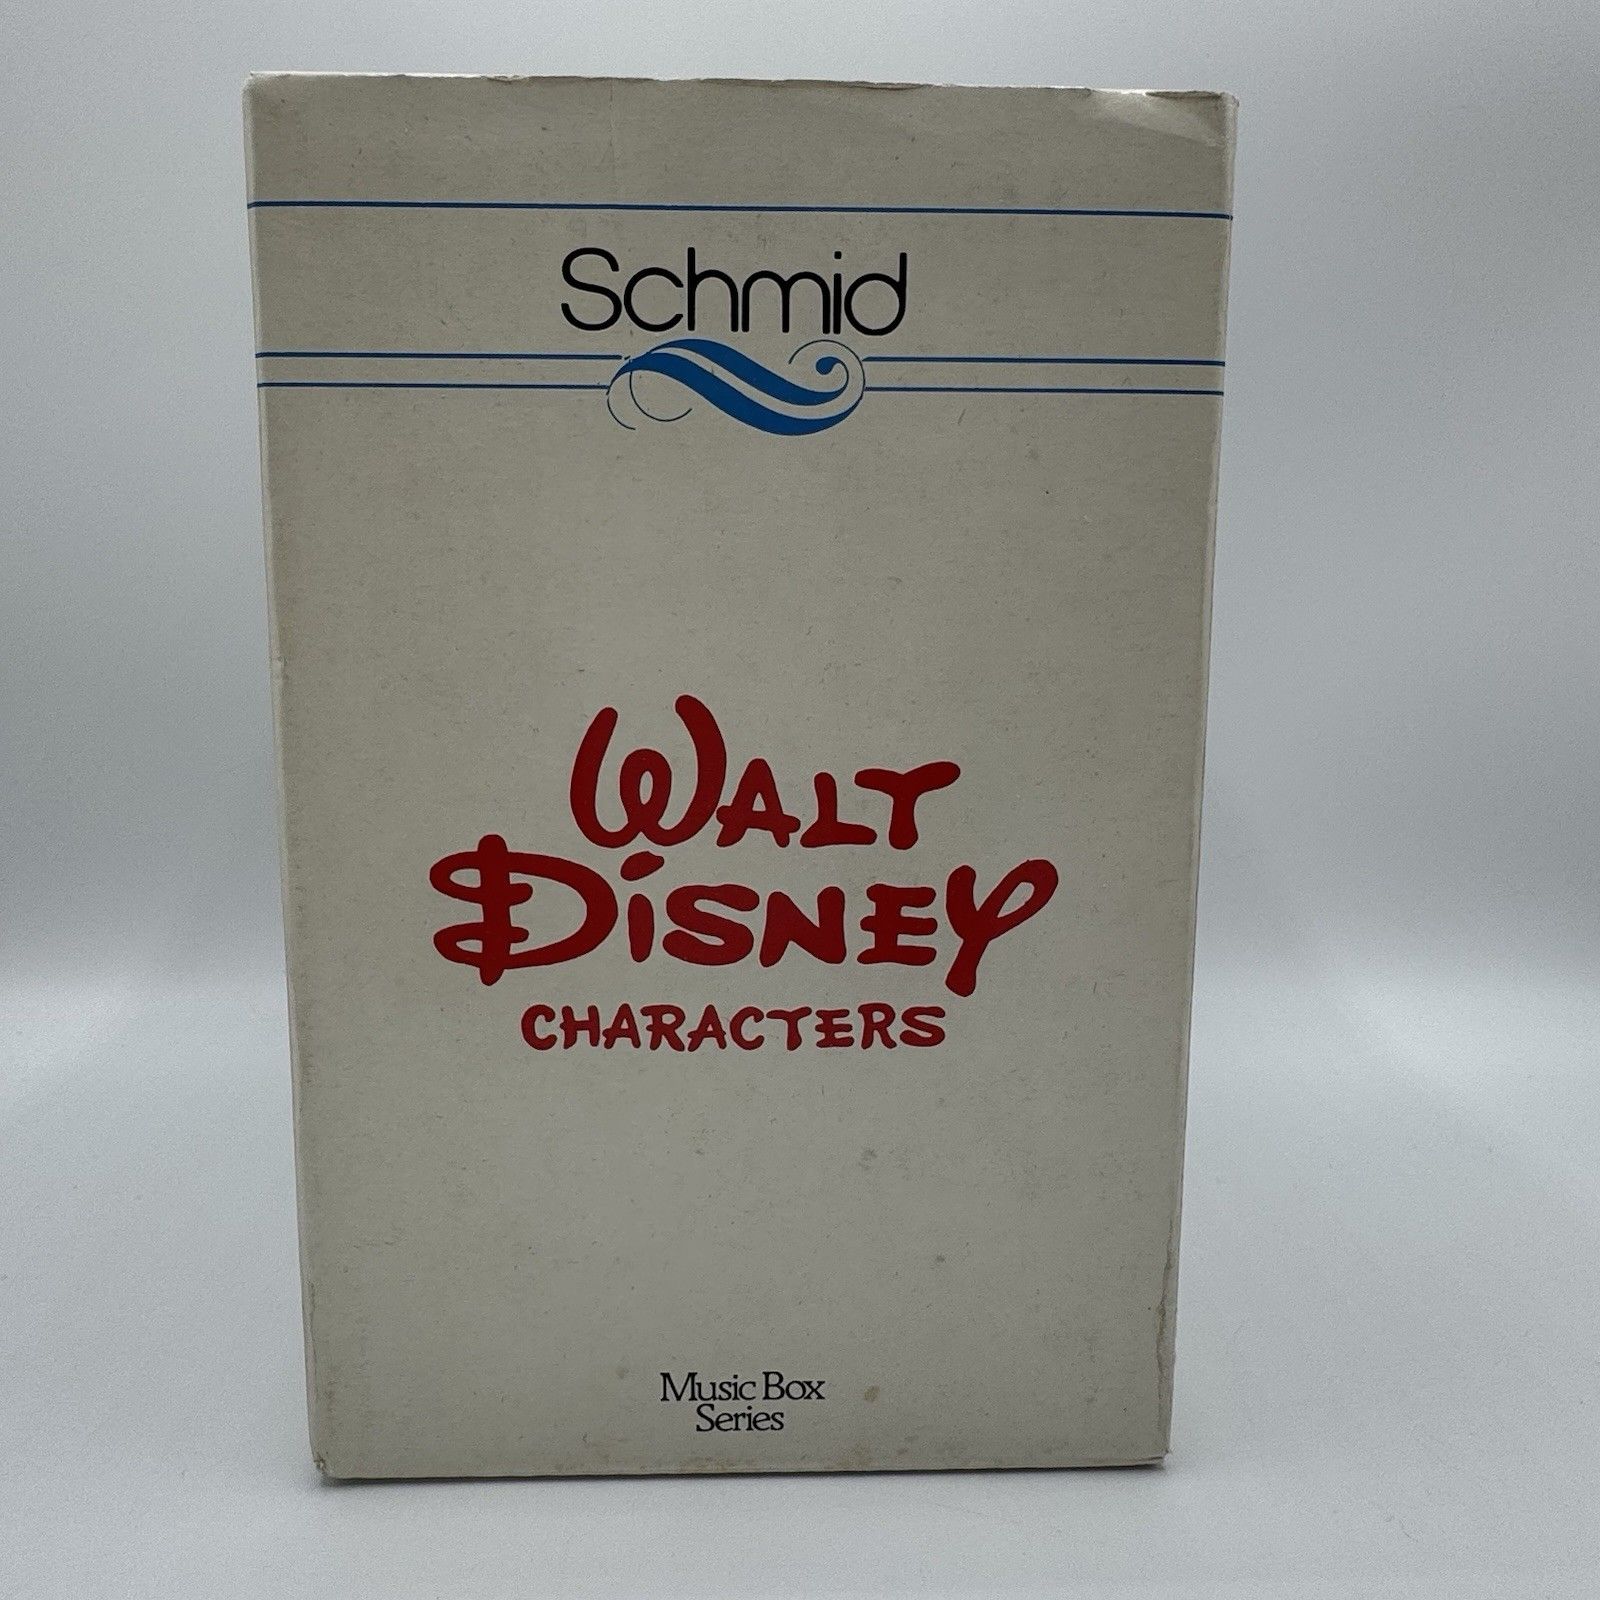 Schmid
WALT
DiSNEY
CHARACTERS
Music Box
Series